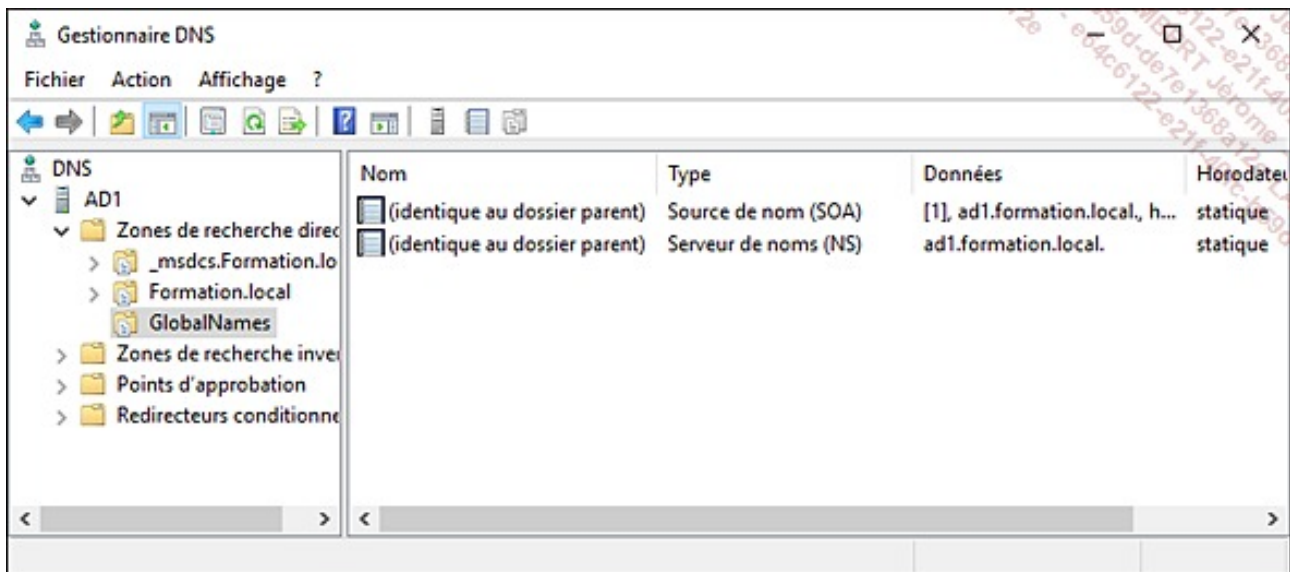 Gestionnaire DNS
Fichier Action Affichage ?
DNS
AD1
Zones de recherche direc
_msdcs.Formation.lo
Formation.local
GlobalNames
Zones de recherche inver
Points d'approbation
Redirecteurs conditionne
Nom Type Données Horodateu
(identique au dossier parent) Source de nom (SOA) [1], ad1.formation.local., h... statique
(identique au dossier parent) Serveur de noms (NS) ad1.formation.local. statique